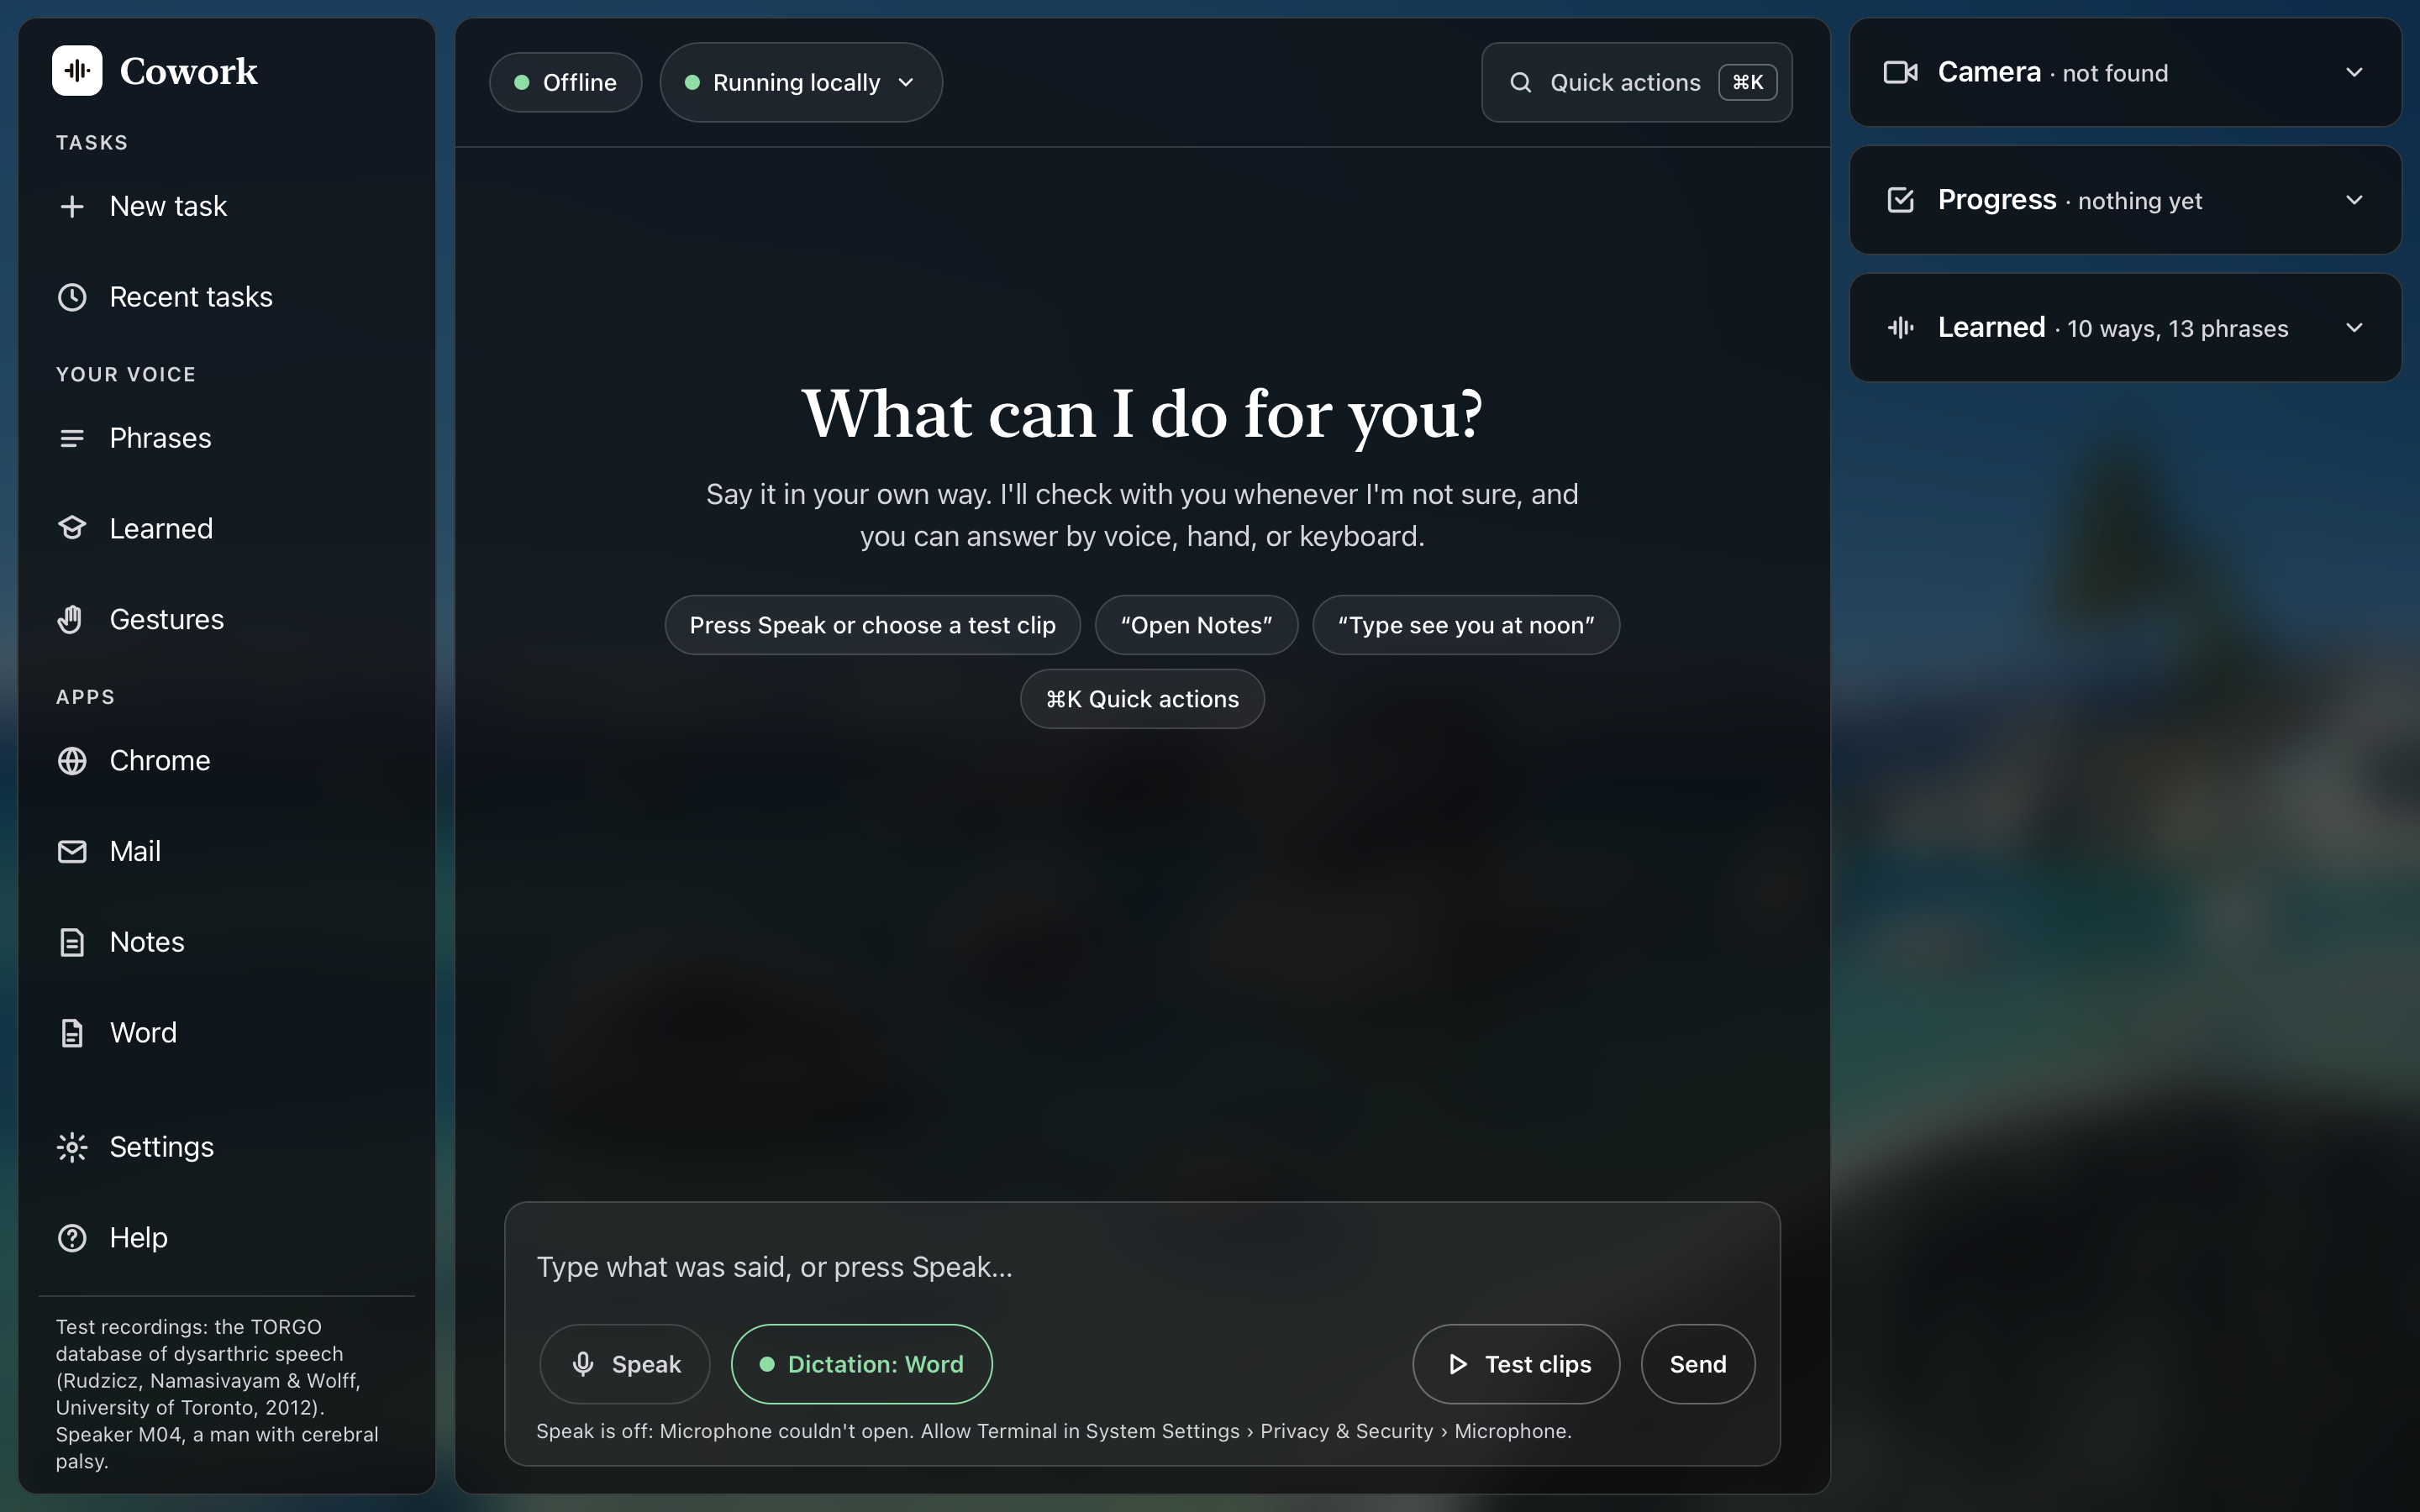 Cowork
TASKS
New task
Recent tasks
YOUR VOICE
Phrases
Learned
Gestures
APPS
Chrome
Mail
Notes
Word
Settings
Help
Test recordings: the TORGO
database of dysarthric speech
(Rudzicz, Namasivayam & Wolff,
University of Toronto, 2012).
Speaker M04, a man with cerebral
palsy.
Offline
Running locally
Quick actions ⌘K
What can I do for you?
Say it in your own way. I'll check with you whenever I'm not sure, and
you can answer by voice, hand, or keyboard.
Press Speak or choose a test clip
“Open Notes”
“Type see you at noon”
⌘K Quick actions
Type what was said, or press Speak...
Speak
Dictation: Word
Test clips
Send
Speak is off: Microphone couldn't open. Allow Terminal in System Settings › Privacy & Security › Microphone.
Camera · not found
Progress · nothing yet
Learned · 10 ways, 13 phrases